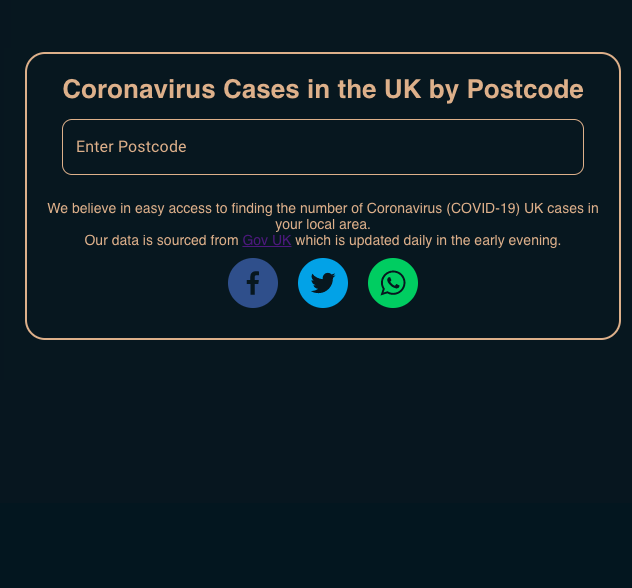 Coronavirus Cases in the UK by Postcode
Enter Postcode
We believe in easy access to finding the number of Coronavirus (COVID-19) UK cases in
your local area.
Our data is sourced from Gov UK which is updated daily in the early evening.